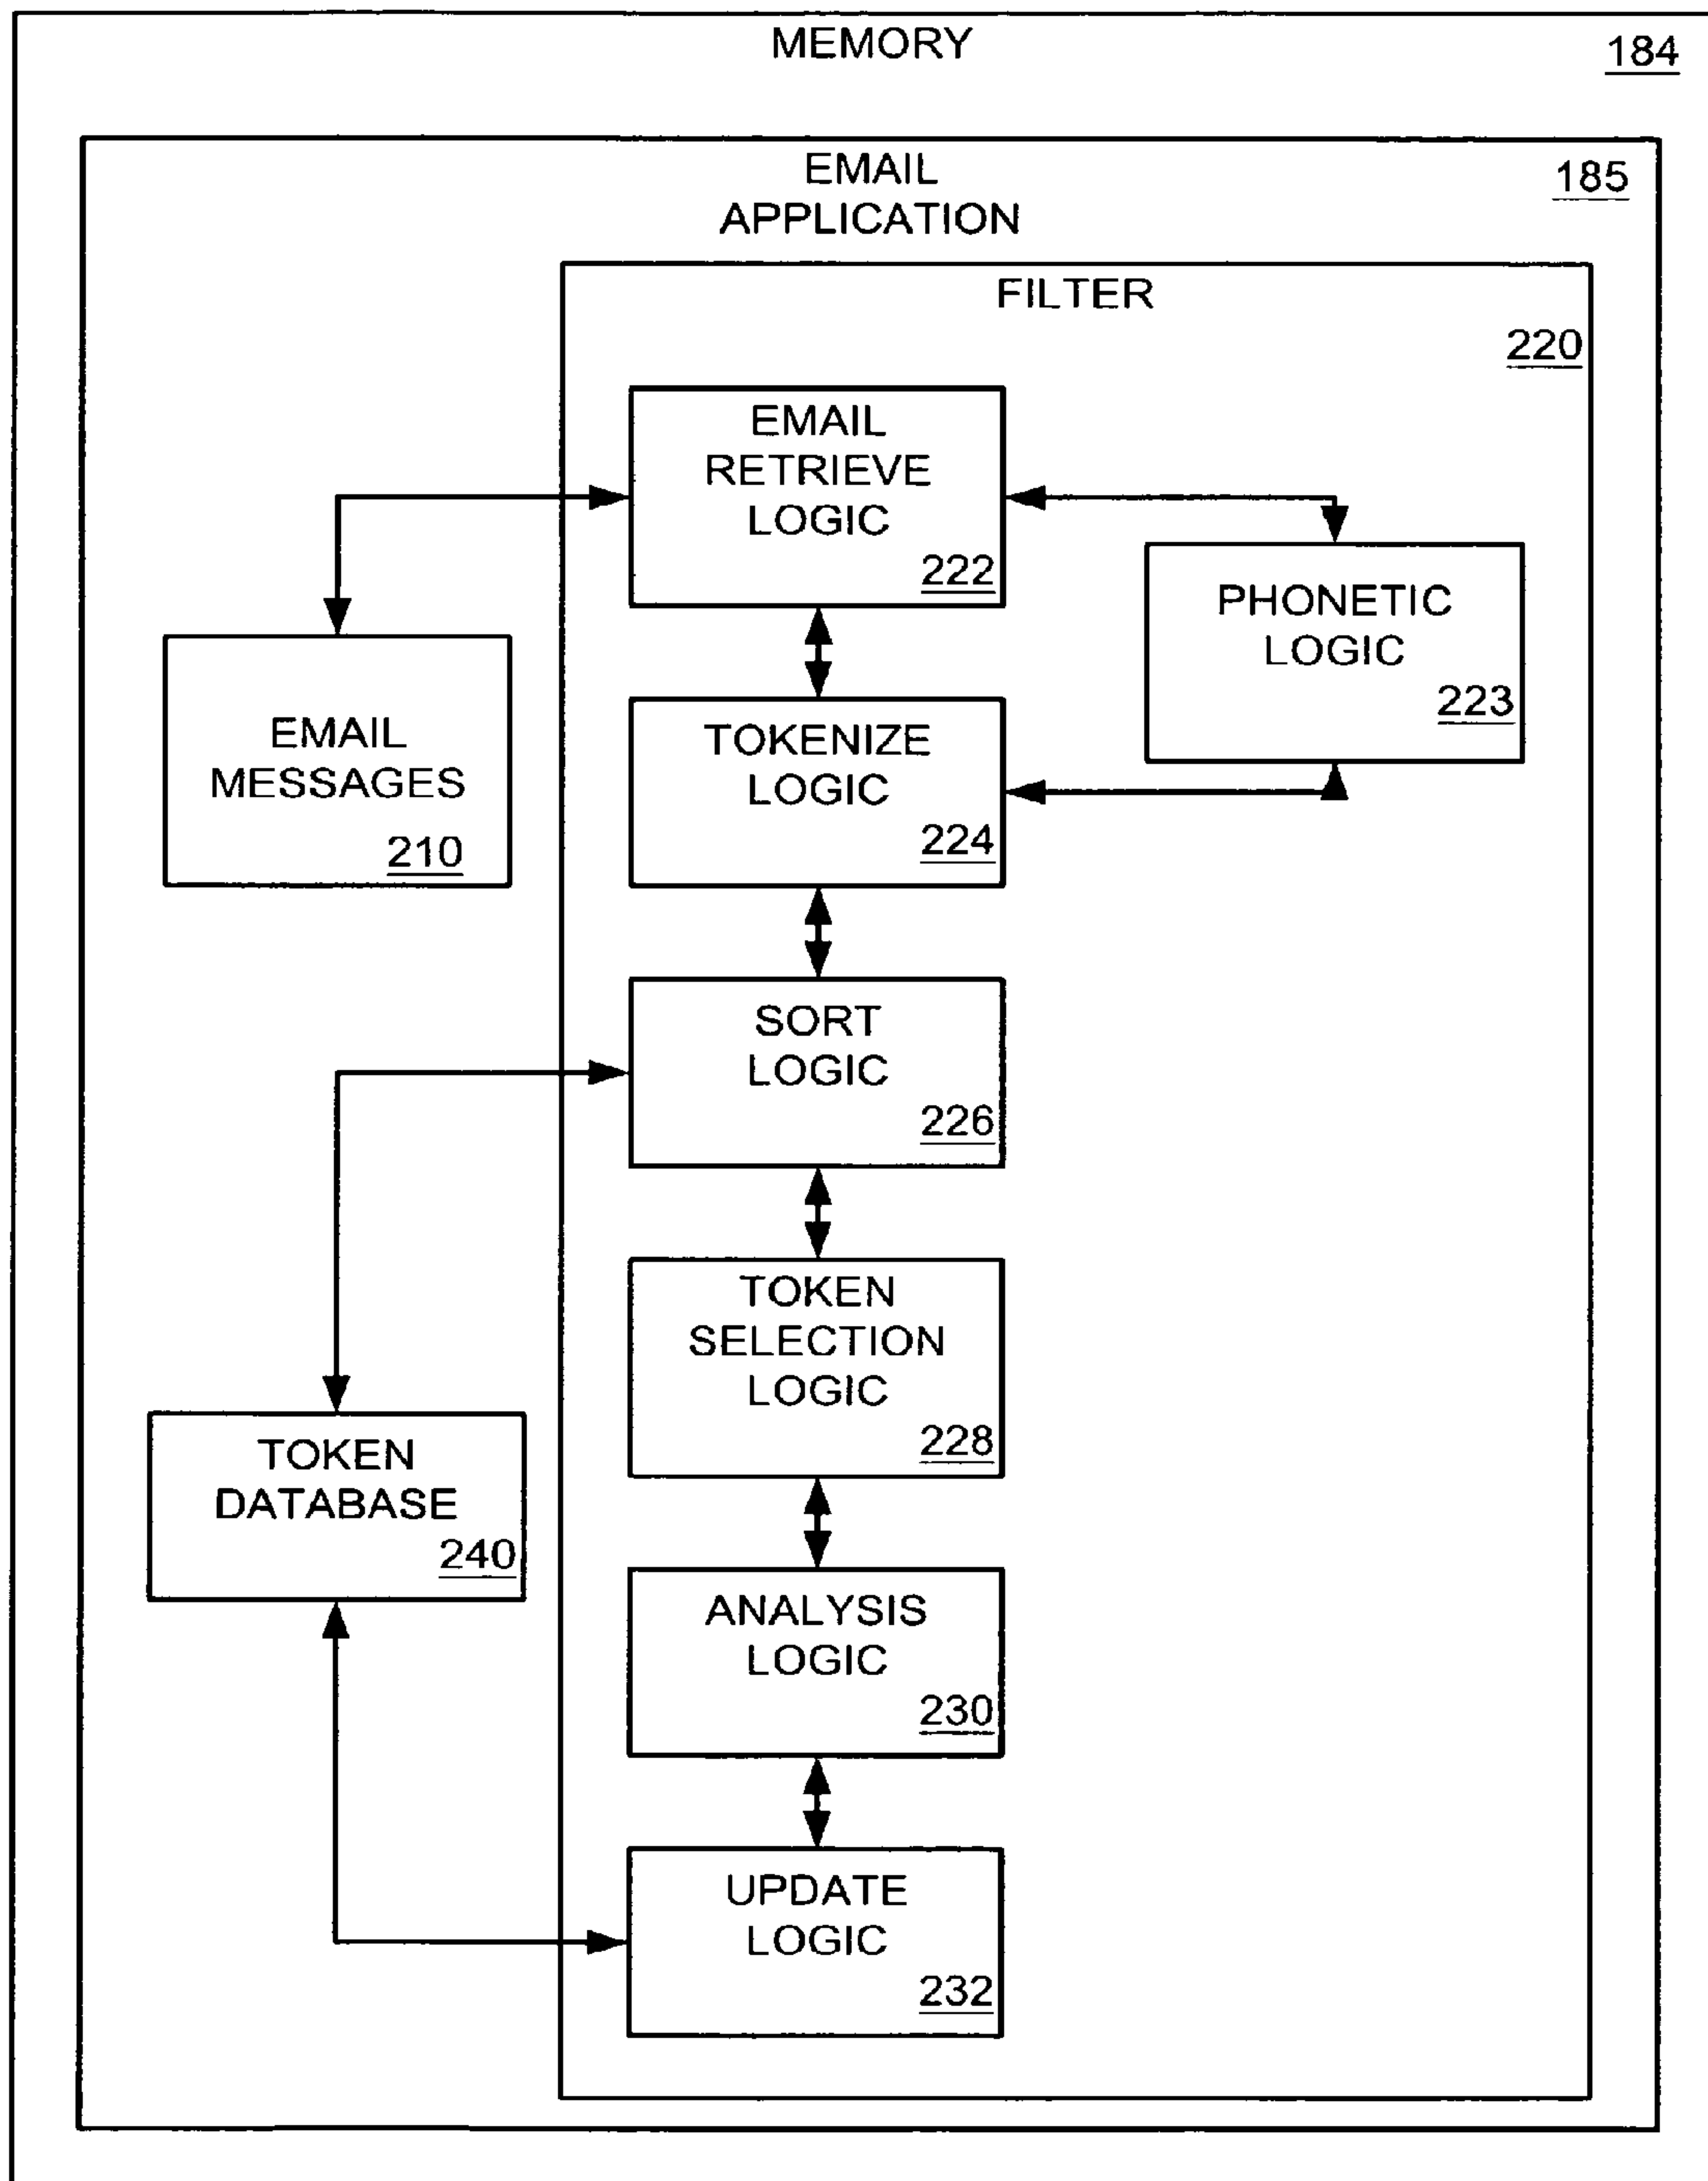 MEMORY
184
EMAIL
APPLICATION
185
FILTER
220
EMAIL
RETRIEVE
LOGIC
222
PHONETIC
LOGIC
223
EMAIL
MESSAGES
210
TOKENIZE
LOGIC
224
SORT
LOGIC
226
TOKEN
SELECTION
LOGIC
228
TOKEN
DATABASE
240
ANALYSIS
LOGIC
230
UPDATE
LOGIC
232